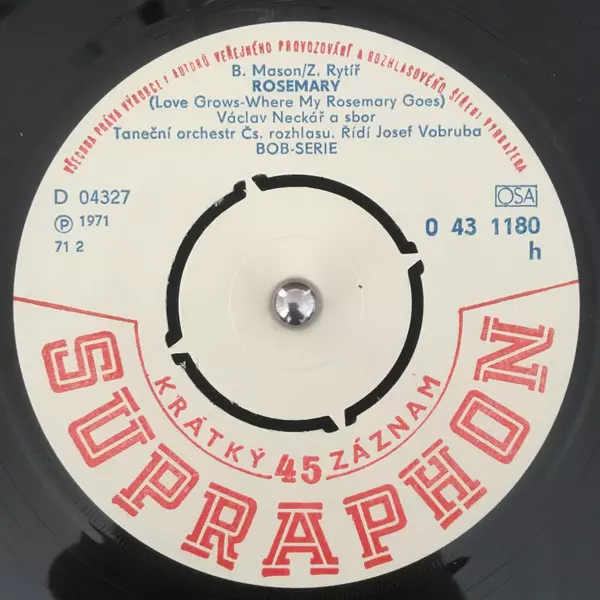 VŠECHNA PRÁVA VÝROBCE I AUTORŮ VEŘEJNÉHO PROVOZOVÁNÍ A ROZHLASOVÉHO ŠÍŘENÍ VYHRAŽENA
B. Mason/Z. Rytíř
ROSEMARY
(Love Grows-Where My Rosemary Goes)
Václav Neckář a sbor
Taneční orchestr Čs. rozhlasu. Řídí Josef Vobruba
BOB-SERIE
D 04327
Ⓟ 1971
71 2
OSA
0 43 1180
h
KRÁTKÝ 45 ZÁZNAM
SUPRAPHON